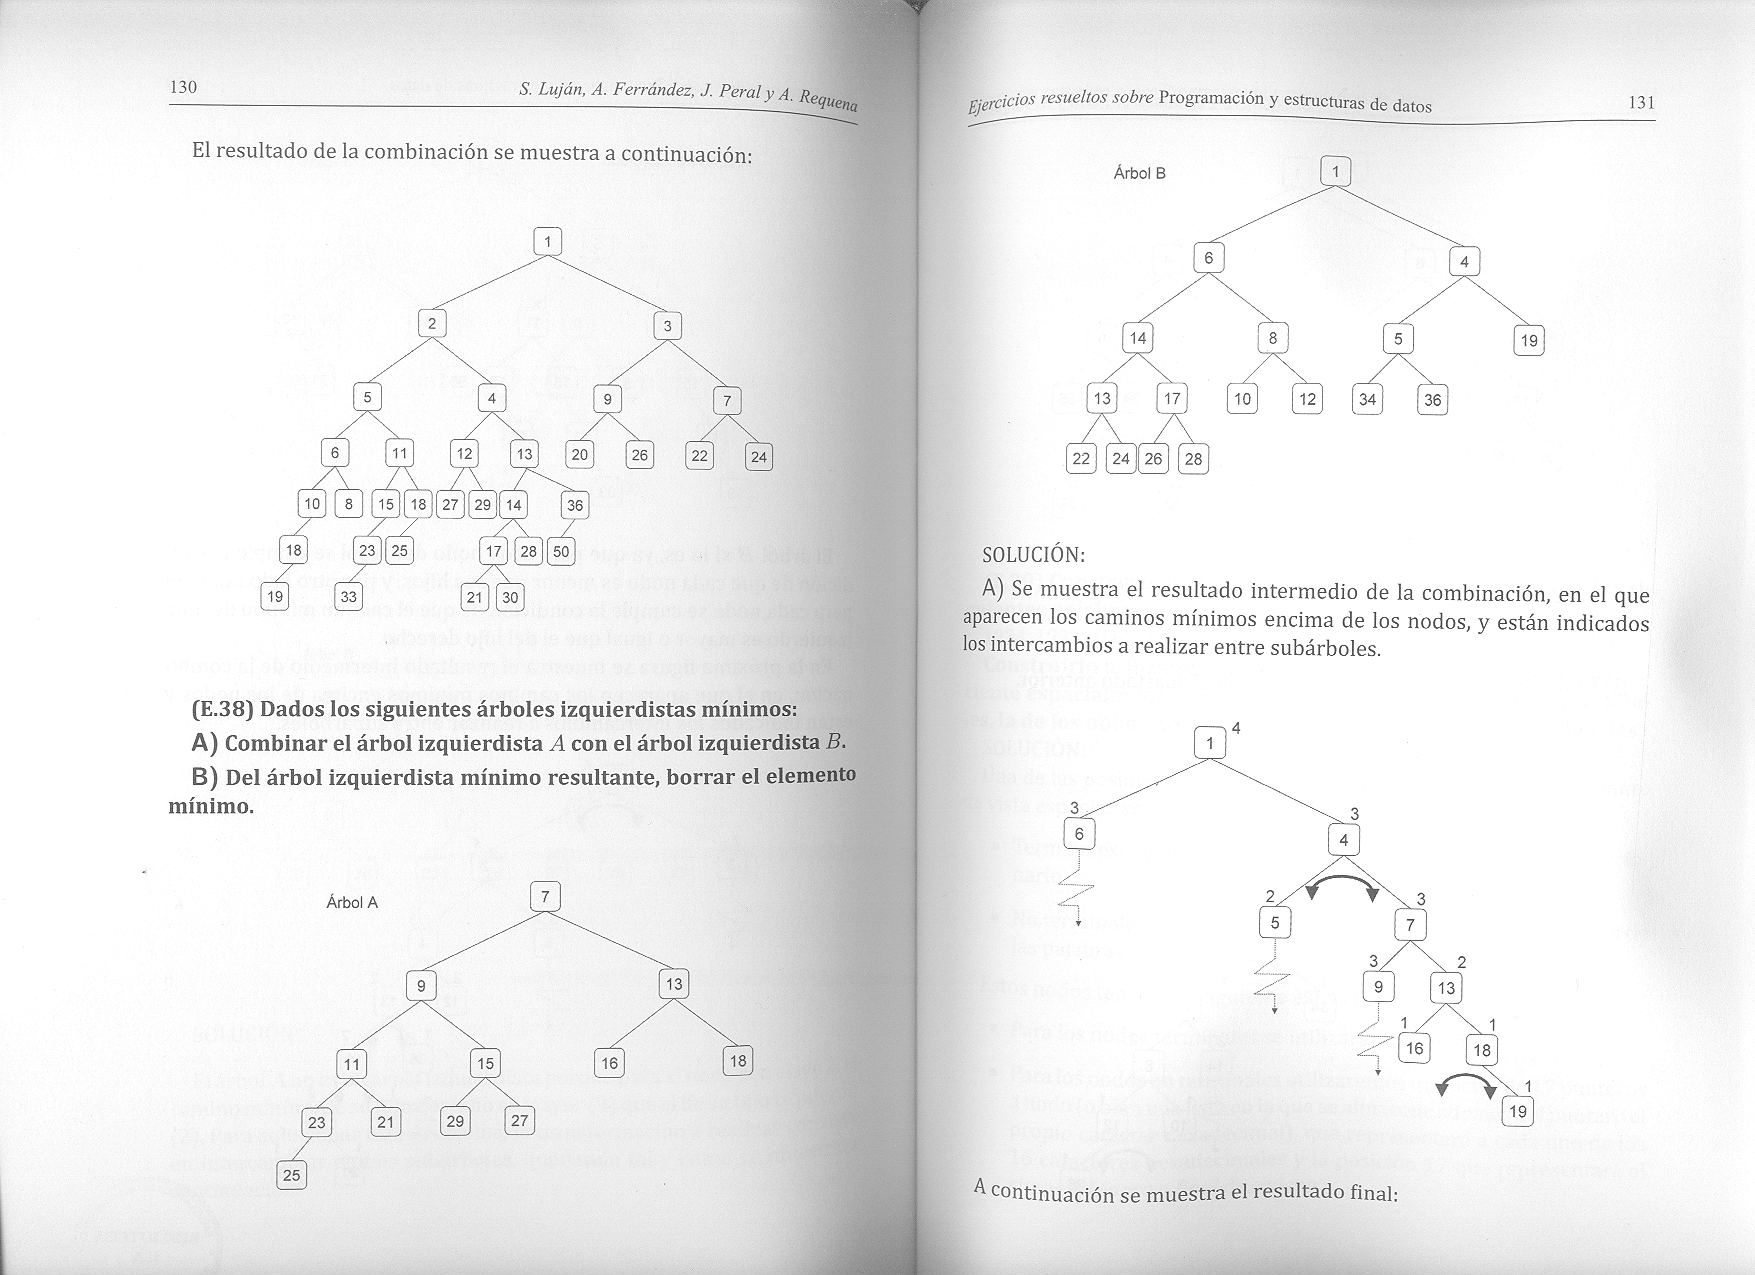 130
S. Luján, A. Ferrández, J. Peral y A. Requena
El resultado de la combinación se muestra a continuación:
1
2 3
5 4 9 7
6 11 12 13 20 26 22 24
10 8 15 18 27 29 14 36
18 23 25 17 28 50
19 33 21 30
(E.38) Dados los siguientes árboles izquierdistas mínimos:
A) Combinar el árbol izquierdista A con el árbol izquierdista B.
B) Del árbol izquierdista mínimo resultante, borrar el elemento
mínimo.
Árbol A
7
9 13
11 15 16 18
23 21 29 27
25
Ejercicios resueltos sobre Programación y estructuras de datos
131
Árbol B
1
6 4
14 8 5 19
13 17 10 12 34 36
22 24 26 28
SOLUCIÓN:
A) Se muestra el resultado intermedio de la combinación, en el que
aparecen los caminos mínimos encima de los nodos, y están indicados
los intercambios a realizar entre subárboles.
4
1
3 3
6 4
2 3
5 7
3 2
9 13
1 1
16 18
1
19
A continuación se muestra el resultado final: